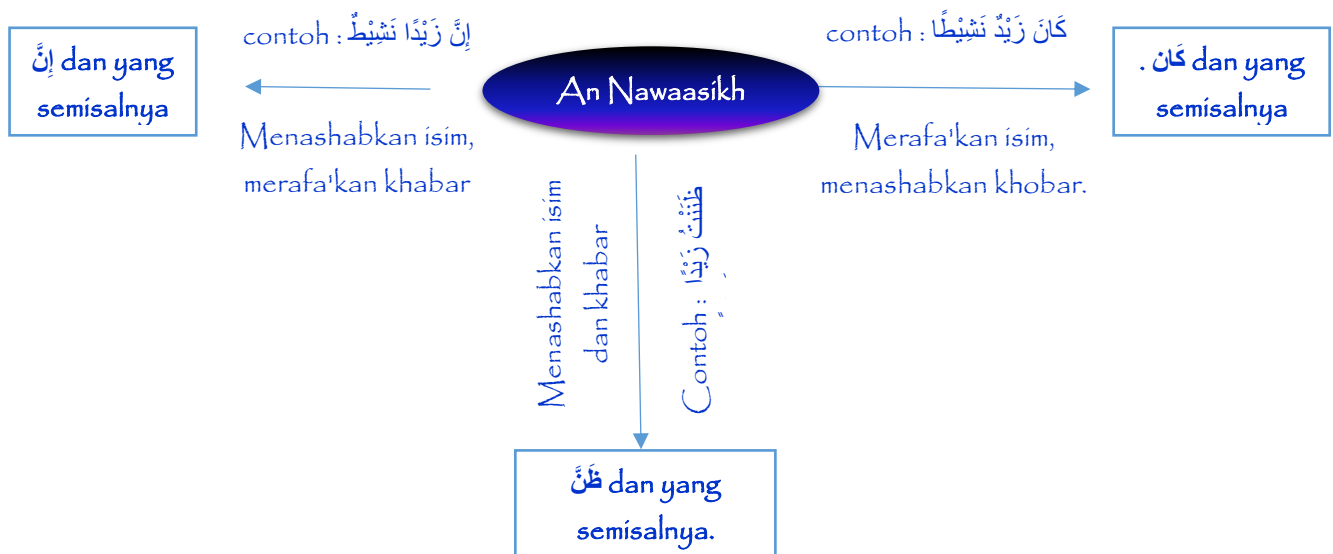 An Nawaasikh
contoh : كَانَ زَيْدٌ نَشِيْطًا
Merafa'kan isim,
menashabkan khobar.
كَان dan yang .
semisalnya
contoh : إِنَّ زَيْدًا نَشِيْطٌ
Menashabkan isim,
merafa'kan khabar
إِنَّ dan yang
semisalnya
Menashabkan isim
dan khabar
Contoh : ظَنَنْتُ زَيْدًا
ظَنَّ dan yang
semisalnya.